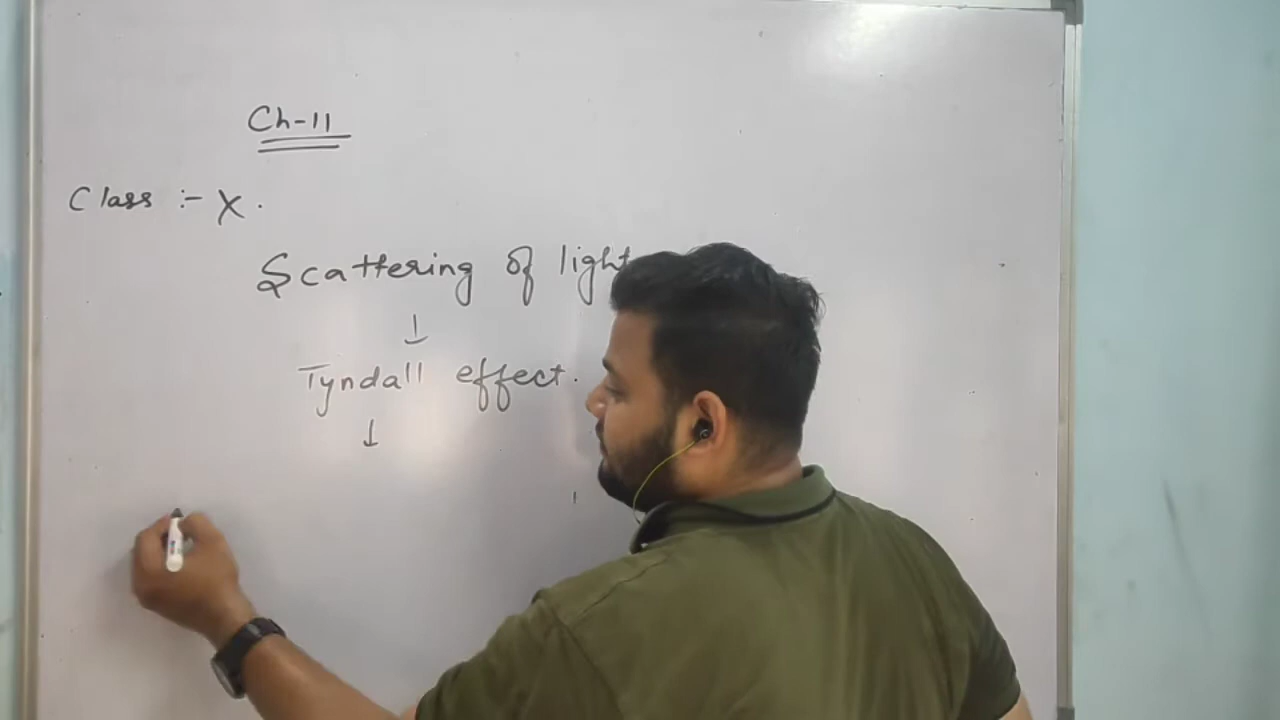 Ch-11
Class :- X.
Scattering of light
↓
Tyndall effect.
↓